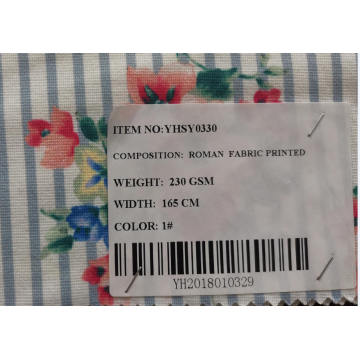 ITEM NO:YHSY0330
COMPOSITION: ROMAN FABRIC PRINTED
WEIGHT: 230 GSM
WIDTH: 165 CM
COLOR: 1#
YH2018010329